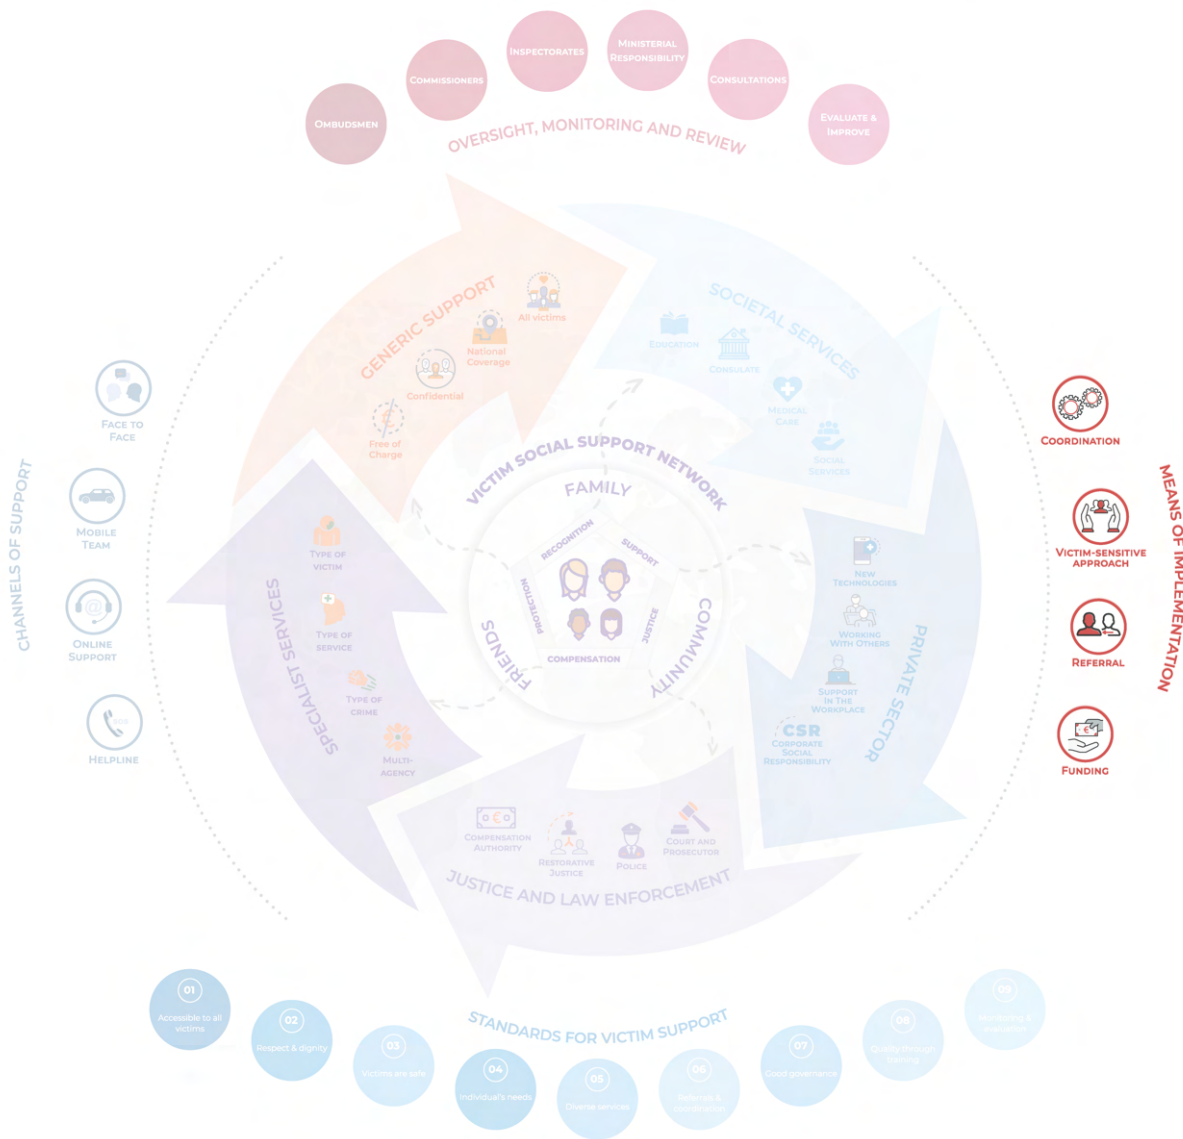 OMBUDSMEN
COMMISSIONERS
INSPECTORATES
MINISTERIAL
RESPONSIBILITY
CONSULTATIONS
EVALUATE &
IMPROVE
OVERSIGHT, MONITORING AND REVIEW
GENERIC SUPPORT
All victims
National
Coverage
Confidential
Free of
Charge
SOCIETAL SERVICES
EDUCATION
CONSULATE
MEDICAL
CARE
SOCIAL
SERVICES
CHANNELS OF SUPPORT
FACE TO
FACE
MOBILE
TEAM
@
ONLINE
SUPPORT
SOS
HELPLINE
VICTIM SOCIAL SUPPORT NETWORK
FAMILY
COMMUNITY
FRIENDS
RECOGNITION
SUPPORT
JUSTICE
COMPENSATION
PROTECTION
SPECIALIST SERVICES
TYPE OF
VICTIM
TYPE OF
SERVICE
TYPE OF
CRIME
MULTI-
AGENCY
PRIVATE SECTOR
NEW
TECHNOLOGIES
WORKING
WITH OTHERS
SUPPORT
IN THE
WORKPLACE
CSR
CORPORATE
SOCIAL
RESPONSIBILITY
MEANS OF IMPLEMENTATION
COORDINATION
VICTIM-SENSITIVE
APPROACH
REFERRAL
FUNDING
COMPENSATION
AUTHORITY
RESTORATIVE
JUSTICE
POLICE
COURT AND
PROSECUTOR
JUSTICE AND LAW ENFORCEMENT
STANDARDS FOR VICTIM SUPPORT
01
Accessible to all
victims
02
Respect & dignity
03
Victims are safe
04
Individual's needs
05
Diverse services
06
Referrals &
coordination
07
Good governance
08
Quality through
training
09
Monitoring &
evaluation